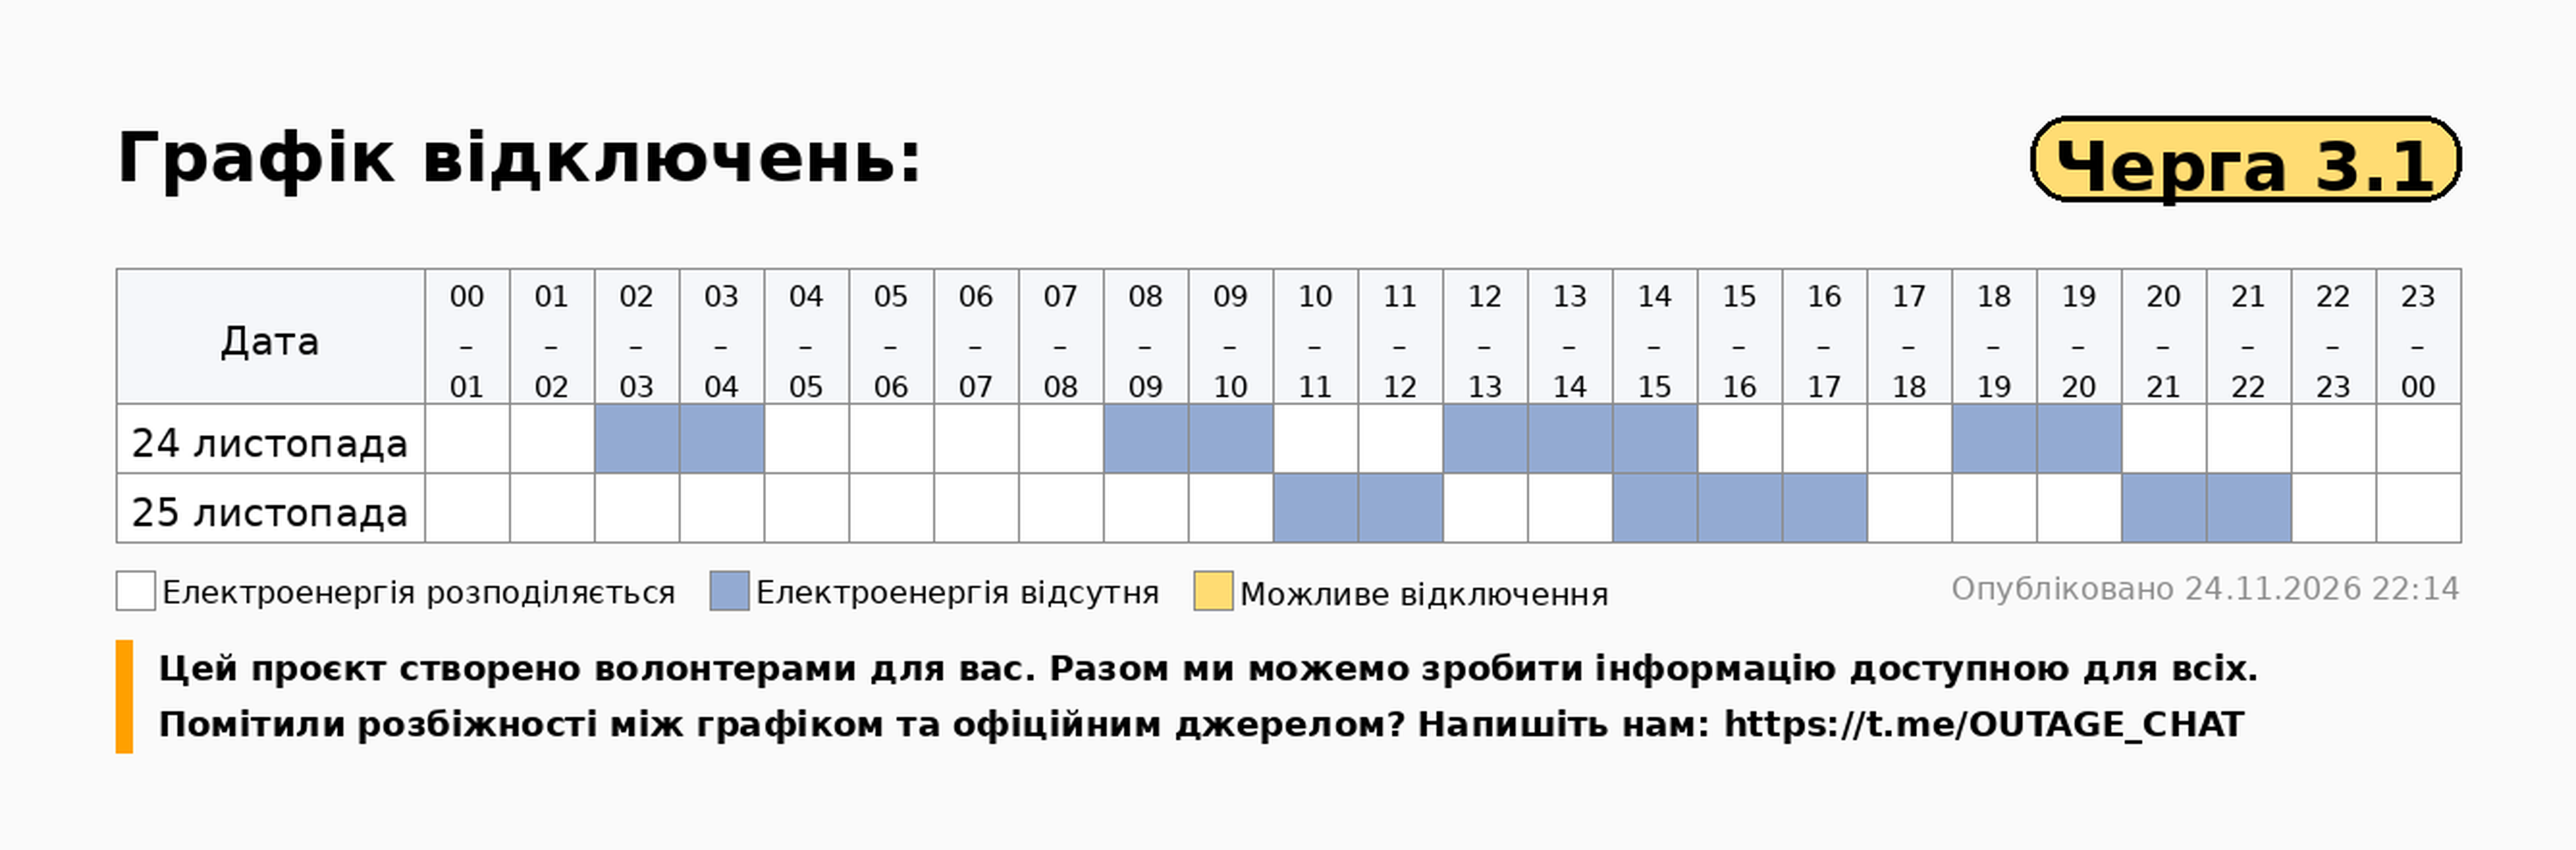 Графік відключень:
Черга 3.1
Дата 00 – 01 01 – 02 02 – 03 03 – 04 04 – 05 05 – 06 06 – 07 07 – 08 08 – 09 09 – 10 10 – 11 11 – 12 12 – 13 13 – 14 14 – 15 15 – 16 16 – 17 17 – 18 18 – 19 19 – 20 20 – 21 21 – 22 22 – 23 23 – 00
24 листопада
25 листопада
Електроенергія розподіляється Електроенергія відсутня Можливе відключення Опубліковано 24.11.2026 22:14
Цей проєкт створено волонтерами для вас. Разом ми можемо зробити інформацію доступною для всіх.
Помітили розбіжності між графіком та офіційним джерелом? Напишіть нам: https://t.me/OUTAGE_CHAT